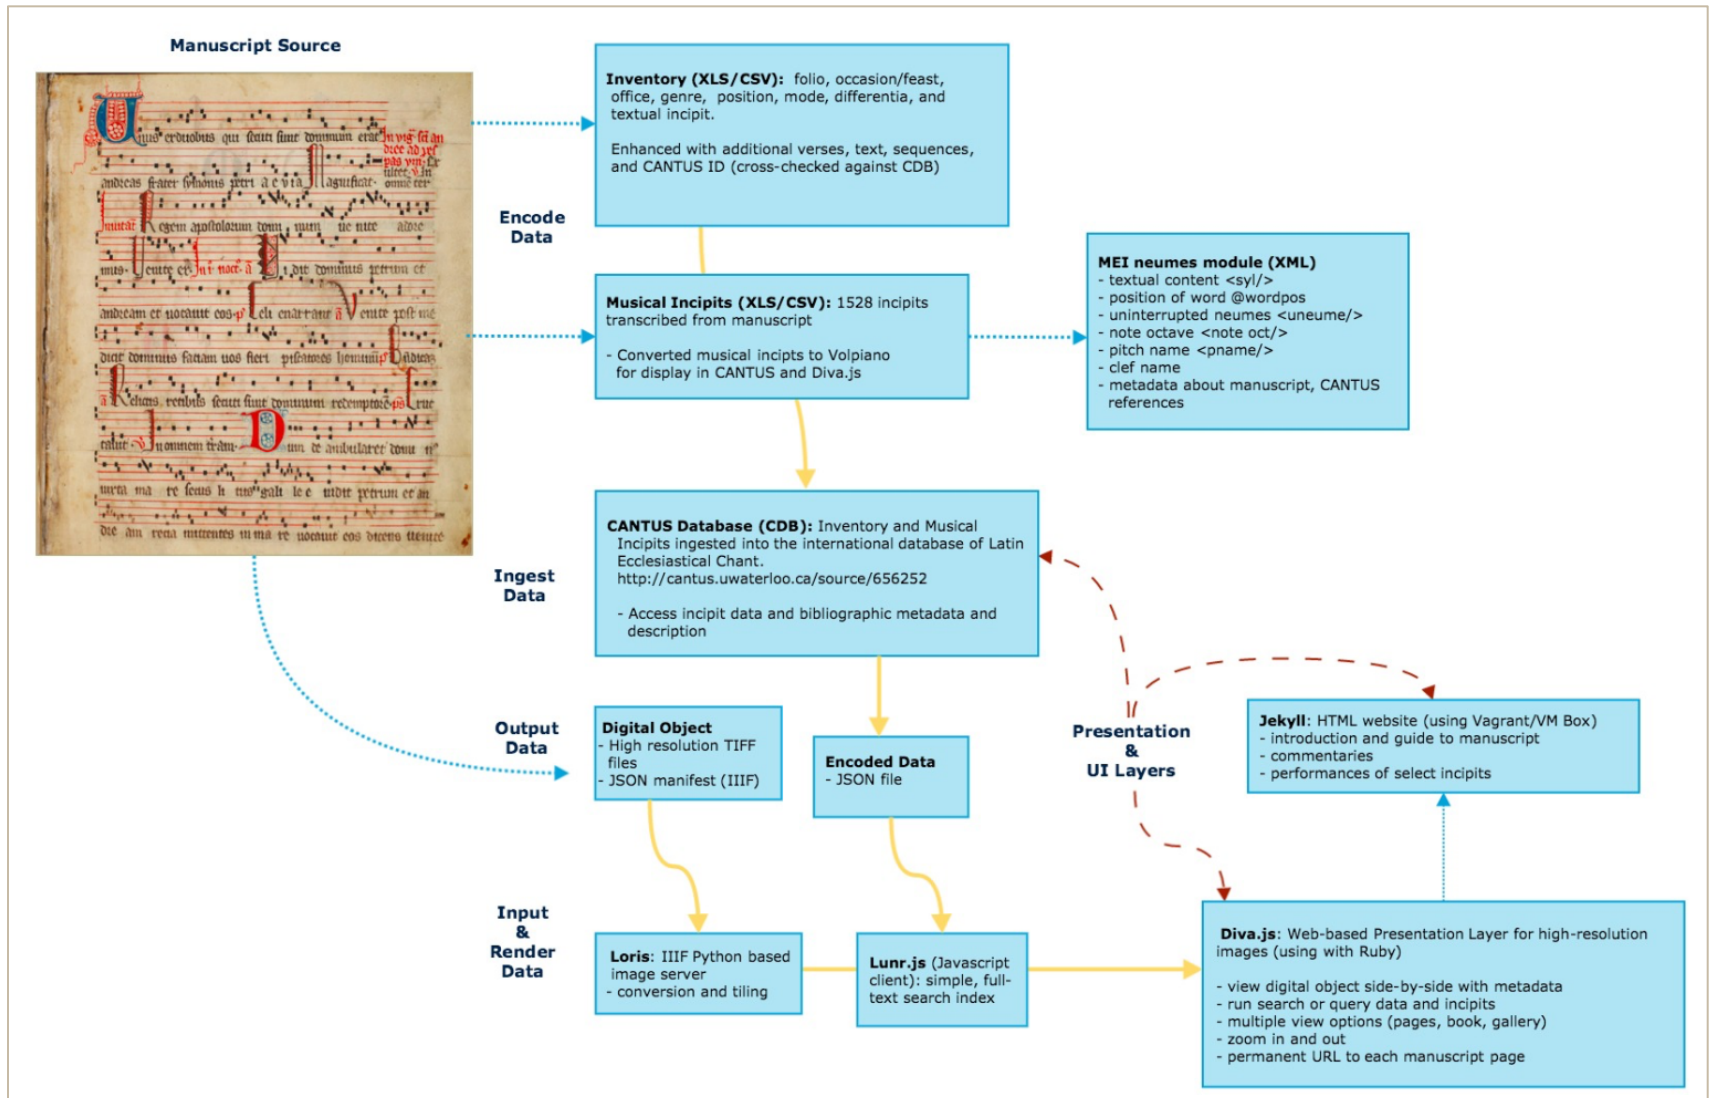 Manuscript Source
Inventory (XLS/CSV): folio, occasion/feast,
office, genre, position, mode, differentia, and
textual incipit.
Enhanced with additional verses, text, sequences,
and CANTUS ID (cross-checked against CDB)
Encode
Data
Musical Incipits (XLS/CSV): 1528 incipits
transcribed from manuscript
- Converted musical incipts to Volpiano
for display in CANTUS and Diva.js
MEI neumes module (XML)
- textual content <syl/>
- position of word @wordpos
- uninterrupted neumes <uneume/>
- note octave <note oct/>
- pitch name <pname/>
- clef name
- metadata about manuscript, CANTUS
references
CANTUS Database (CDB): Inventory and Musical
Incipits ingested into the international database of Latin
Ecclesiastical Chant.
http://cantus.uwaterloo.ca/source/656252
- Access incipit data and bibliographic metadata and
description
Ingest
Data
Output
Data
Digital Object
- High resolution TIFF
files
- JSON manifest (IIIF)
Encoded Data
- JSON file
Presentation
&
UI Layers
Jekyll: HTML website (using Vagrant/VM Box)
- introduction and guide to manuscript
- commentaries
- performances of select incipits
Input
&
Render
Data
Loris: IIIF Python based
image server
- conversion and tiling
Lunr.js (Javascript
client): simple, full-
text search index
Diva.js: Web-based Presentation Layer for high-resolution
images (using with Ruby)
- view digital object side-by-side with metadata
- run search or query data and incipits
- multiple view options (pages, book, gallery)
- zoom in and out
- permanent URL to each manuscript page